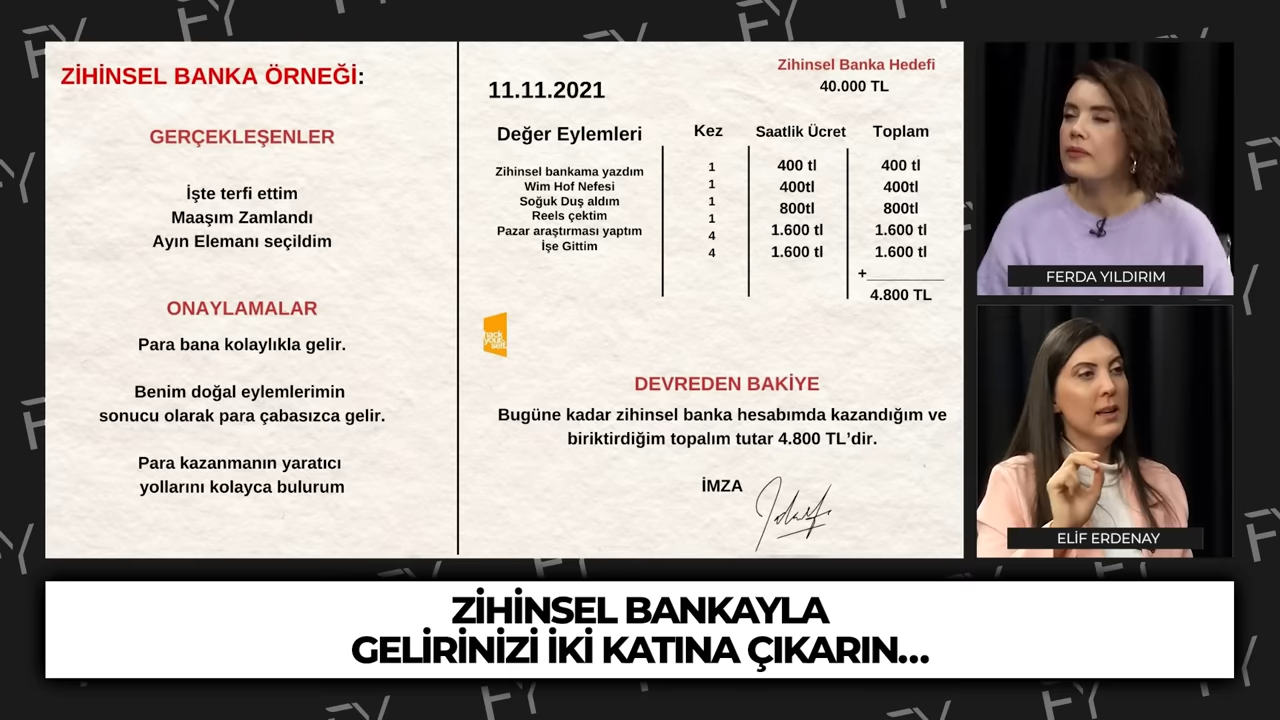 ZİHİNSEL BANKA ÖRNEĞİ:
GERÇEKLEŞENLER
İşte terfi ettim
Maaşım Zamlandı
Ayın Elemanı seçildim
ONAYLAMALAR
Para bana kolaylıkla gelir.
Benim doğal eylemlerimin
sonucu olarak para çabasızca gelir.
Para kazanmanın yaratıcı
yollarını kolayca bulurum
Zihinsel Banka Hedefi
40.000 TL
11.11.2021
Değer Eylemleri Kez Saatlik Ücret Toplam
Zihinsel bankama yazdım 1 400 tl 400 tl
Wim Hof Nefesi 1 400tl 400tl
Soğuk Duş aldım 1 800tl 800tl
Reels çektim 1 1.600 tl 1.600 tl
Pazar araştırması yaptım 4 1.600 tl 1.600 tl
İşe Gittim 4
+
4.800 TL
hack
your
self.
DEVREDEN BAKİYE
Bugüne kadar zihinsel banka hesabımda kazandığım ve
biriktirdiğim topalım tutar 4.800 TL'dir.
İMZA
FERDA YILDIRIM
ELİF ERDENAY
ZİHİNSEL BANKAYLA
GELİRİNİZİ İKİ KATINA ÇIKARIN...
FY